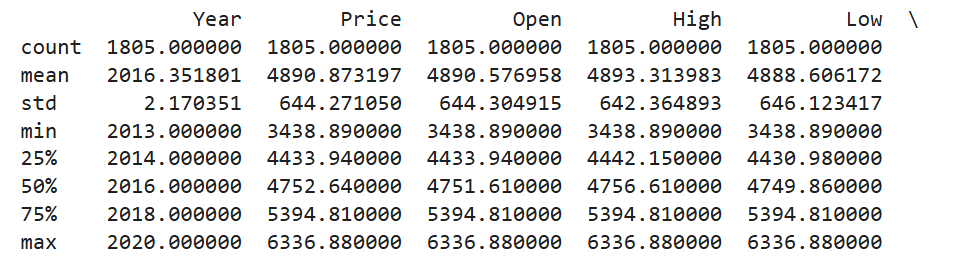 Year Price Open High Low \
count 1805.000000 1805.000000 1805.000000 1805.000000 1805.000000
mean 2016.351801 4890.873197 4890.576958 4893.313983 4888.606172
std 2.170351 644.271050 644.304915 642.364893 646.123417
min 2013.000000 3438.890000 3438.890000 3438.890000 3438.890000
25% 2014.000000 4433.940000 4433.940000 4442.150000 4430.980000
50% 2016.000000 4752.640000 4751.610000 4756.610000 4749.860000
75% 2018.000000 5394.810000 5394.810000 5394.810000 5394.810000
max 2020.000000 6336.880000 6336.880000 6336.880000 6336.880000